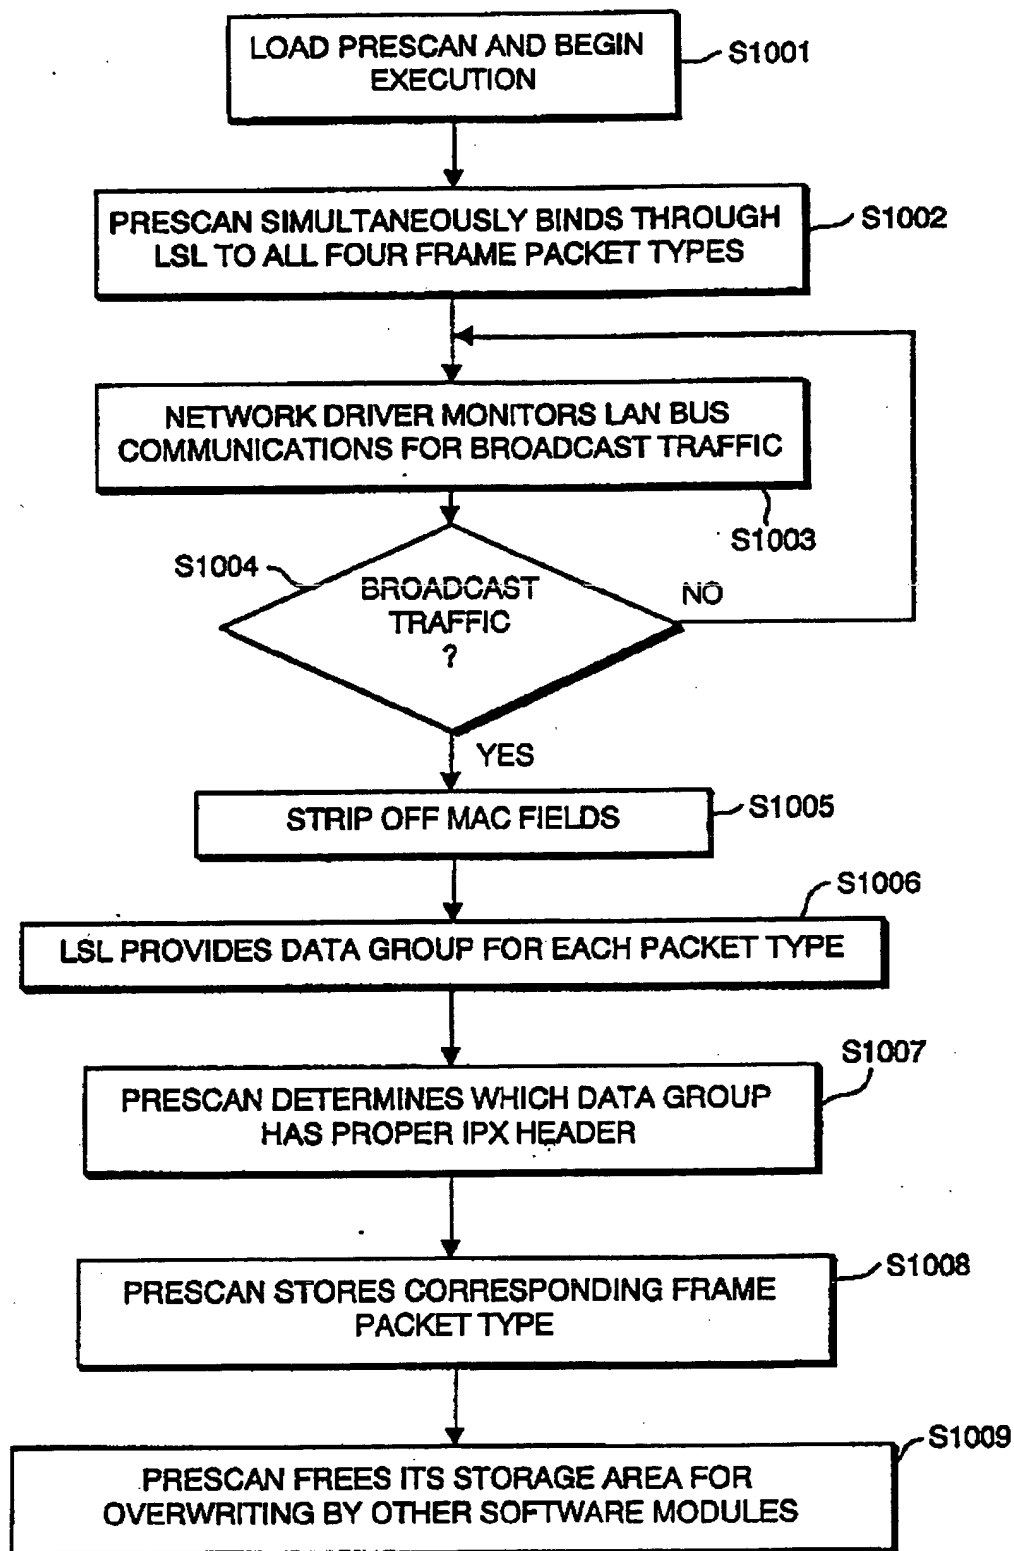 LOAD PRESCAN AND BEGIN
EXECUTION
S1001
PRESCAN SIMULTANEOUSLY BINDS THROUGH
LSL TO ALL FOUR FRAME PACKET TYPES
S1002
NETWORK DRIVER MONITORS LAN BUS
COMMUNICATIONS FOR BROADCAST TRAFFIC
S1003
S1004
BROADCAST
TRAFFIC
?
NO
YES
STRIP OFF MAC FIELDS
S1005
S1006
LSL PROVIDES DATA GROUP FOR EACH PACKET TYPE
S1007
PRESCAN DETERMINES WHICH DATA GROUP
HAS PROPER IPX HEADER
S1008
PRESCAN STORES CORRESPONDING FRAME
PACKET TYPE
S1009
PRESCAN FREES ITS STORAGE AREA FOR
OVERWRITING BY OTHER SOFTWARE MODULES